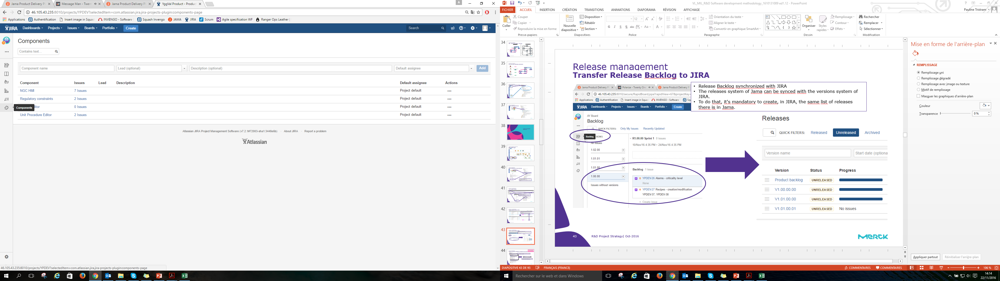 Jama Product Delivery Pl
Message Man - Twen
Jama Product Delivery Pl
YggVal Product - Produc
46.105.43.235:8010/projects/YPDEV?selectedItem=com.atlassian.jira.jira-projects-plugin:components-page
Applications Authentification Insert image in Squas INVENGO - Software Squash Invengo JAMA JIRA Scrum Agile specification WF Ranger Ops Leather
JIRA Dashboards Projects Issues Boards Portfolio Create Search
Components
Contains text...
Component name Lead (optional) Description (optional) Default assignee Add
Component Issues Lead Description Default assignee Actions
NGC HMI 7 Issues Project default
Regulatory constraints 2 Issues Project default
Components itor 0 Issues Project default
Unit Procedure Editor 2 Issues Project default
Atlassian JIRA Project Management Software (v7.2.1#72003-sha1:3448e6b) · About JIRA · Report a problem
Atlassian
46.105.43.235:8010/projects/YPDEV?selectedItem=com.atlassian.jira.jira-projects-plugin:components-page
VL_MIL_R&D Software development methodology_1610131009 ed1.12 - PowerPoint
FICHIER ACCUEIL INSERTION CRÉATION TRANSITIONS ANIMATIONS DIAPORAMA RÉVISION AFFICHAGE
Pauline Tristram
Coller
Couper
Copier
Reproduire la mise en forme
Presse-papiers
Nouvelle diapositive
Disposition
Rétablir
Section
Diapositives
12
G I S S abc AV Aa A
Police
Orientation du texte
Aligner le texte
Convertir en graphique SmartArt
Paragraphe
Organiser
Styles rapides
Remplissage
Contour
Effets
Dessin
Rechercher
Remplacer
Sélectionner
Modification
34
35
36
37
38
39
40
41
42
43
44
Release management
Transfer Release Backlog to JIRA
Jama Product Delivery Pl Polarize - Twenty One Jama Product Delivery Pl
46.105.43.235:8010/secure/RapidBoard.jspa?rapidView=67&projectKey=
Applications Authentification Insert image in Squas INVENGO - Software Sq
JIRA Dashboards Projects Issues Boards Portfolio Create
• Release Backlog synchronized with JIRA
• The releases system of Jama can be synced with the versions system of
JIRA.
• To do that, it's mandatory to create, in JIRA, the same list of releases
there is in Jama.
AY Board
Backlog
QUICK FILTERS: Only My Issues Recently Updated
Backlog
SIONS
All issues
1.02.00
1.01.01
1.01.00
1.00.00
Issues without versions
R1.00.00 Sprint 1 0 issues
10/Nov/16 4:35 PM • 24/Nov/16 4:35 PM
Backlog 1 issue
YPDEV-26 Alarms - criticality level
None
YPDEV-27 Recipes - creation/modification
YPDEV-37, YPDEV-38
+ Create issue
Releases
QUICK FILTERS: Released Unreleased Archived
Version name Start date (optiona
Version Status Progress
Product backlog UNRELEASED
V1.00.00.00 UNRELEASED
V1.01.00.00 UNRELEASED
V1.01.00.01 UNRELEASED No issues
43 R&D Project Strategy| Oct-2016
MERCK
Mise en forme de l'arrière-plan
REMPLISSAGE
Remplissage uni
Remplissage dégradé
Remplissage avec image ou texture
Motif de remplissage
Masquer les graphiques d'arrière-plan
Couleur
Transparence 0 %
Appliquer partout Réinitialiser l'arrière-plan
DIAPOSITIVE 43 DE 93 FRANÇAIS (FRANCE) COMMENTAIRES COMMENTAIRES 106 %
Rechercher sur le web et dans Windows
14:14
22/11/2016